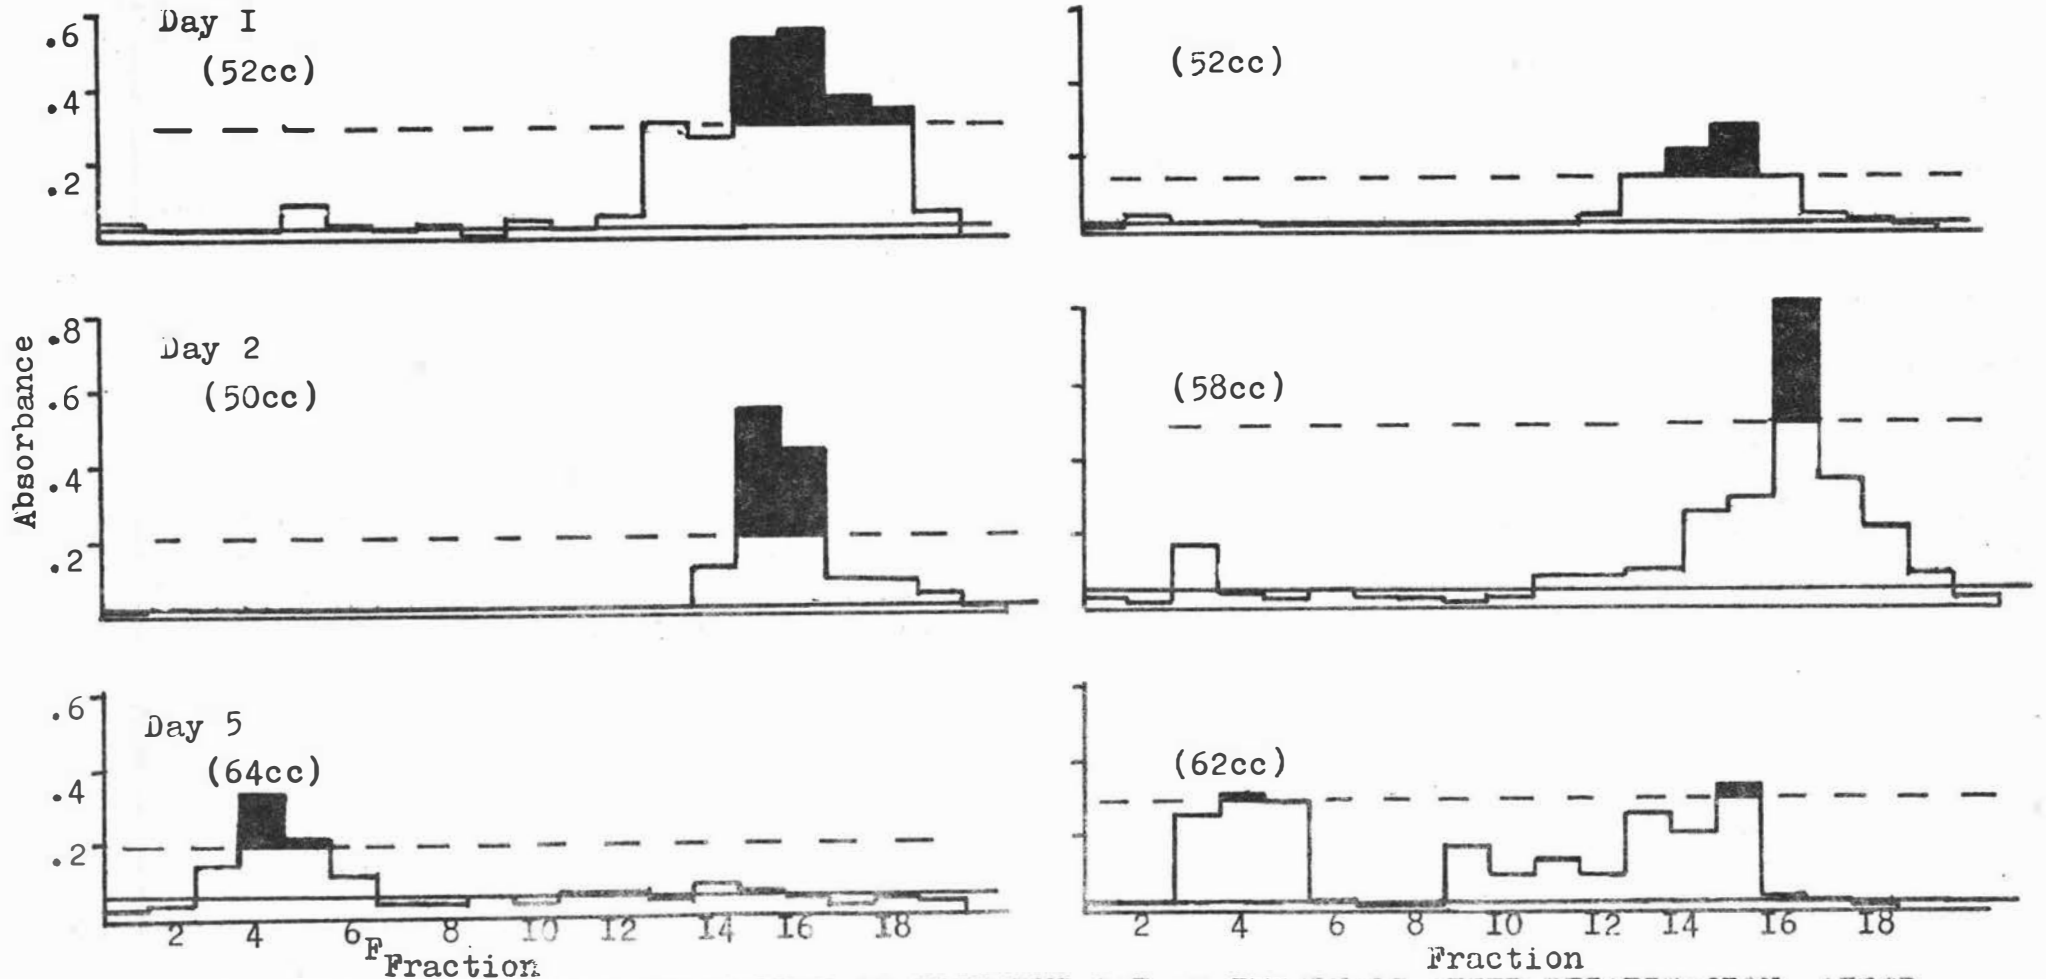 Day I
(52cc)
.6
.4
.2
(52cc)
Absorbance
Day 2
(50cc)
.8
.6
.4
.2
(58cc)
Day 5
(64cc)
.6
.4
.2
2 4 6 8 10 12 14 16 18
F
Fraction
(62cc)
2 4 6 8 10 12 14 16 18
Fraction